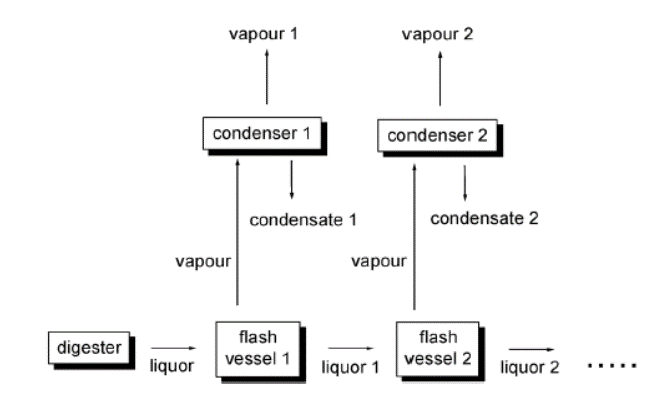 vapour 1
vapour 2
condenser 1
condenser 2
condensate 1
condensate 2
vapour
vapour
digester
liquor
flash
vessel 1
liquor 1
flash
vessel 2
liquor 2
.....